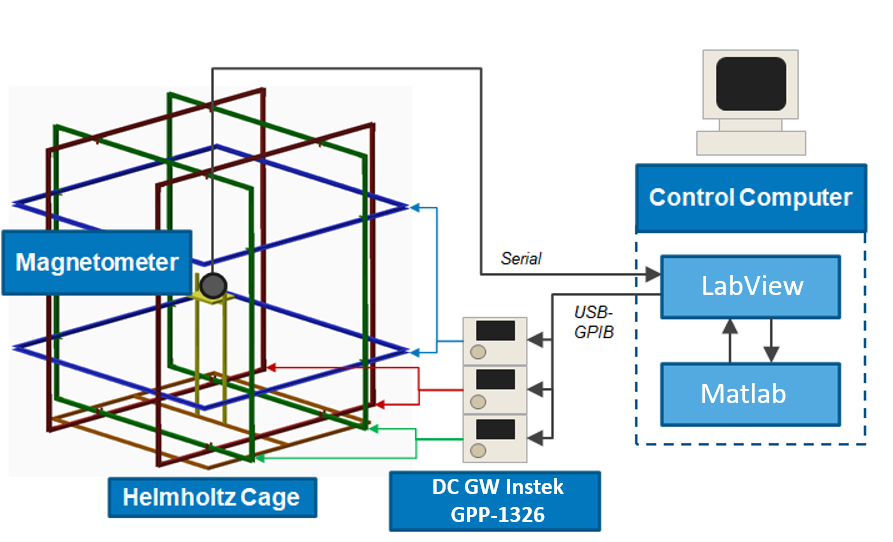 Control Computer
Magnetometer
Serial
LabView
USB-
GPIB
Matlab
Helmholtz Cage
DC GW Instek
GPP-1326